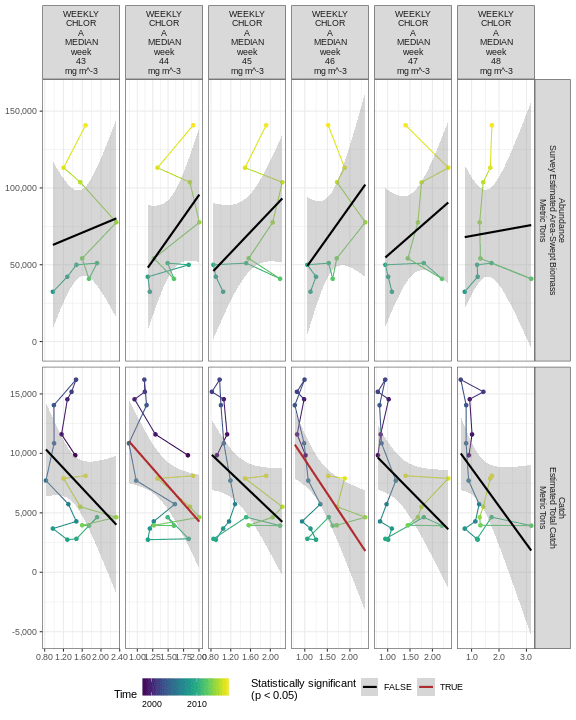 WEEKLY
CHLOR
A
MEDIAN
week
43
mg m^-3
WEEKLY
CHLOR
A
MEDIAN
week
44
mg m^-3
WEEKLY
CHLOR
A
MEDIAN
week
45
mg m^-3
WEEKLY
CHLOR
A
MEDIAN
week
46
mg m^-3
WEEKLY
CHLOR
A
MEDIAN
week
47
mg m^-3
WEEKLY
CHLOR
A
MEDIAN
week
48
mg m^-3
150,000
100,000
50,000
0
Abundance
Survey Estimated Area-Swept Biomass
Metric Tons
15,000
10,000
5,000
0
-5,000
Catch
Estimated Total Catch
Metric Tons
0.80 1.20 1.60 2.00 2.40
1.00 1.25 1.50 1.75 2.00
0.80 1.20 1.60 2.00
1.00 1.50 2.00
1.00 1.50 2.00
1.0 2.0 3.0
Time
2000 2010
Statistically significant
(p < 0.05)
FALSE
TRUE